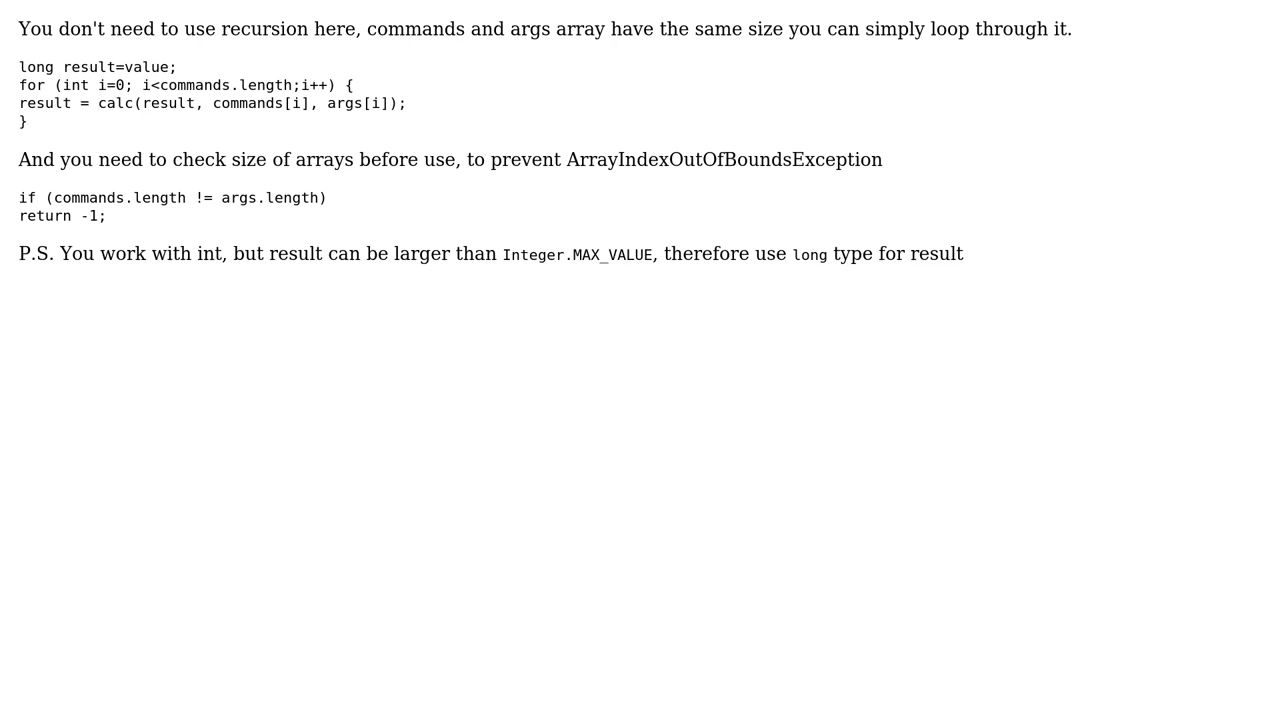 You don't need to use recursion here, commands and args array have the same size you can simply loop through it.
long result=value;
for (int i=0; i<commands.length;i++) {
result = calc(result, commands[i], args[i]);
}
And you need to check size of arrays before use, to prevent ArrayIndexOutOfBoundsException
if (commands.length != args.length)
return -1;
P.S. You work with int, but result can be larger than Integer.MAX_VALUE, therefore use long type for result